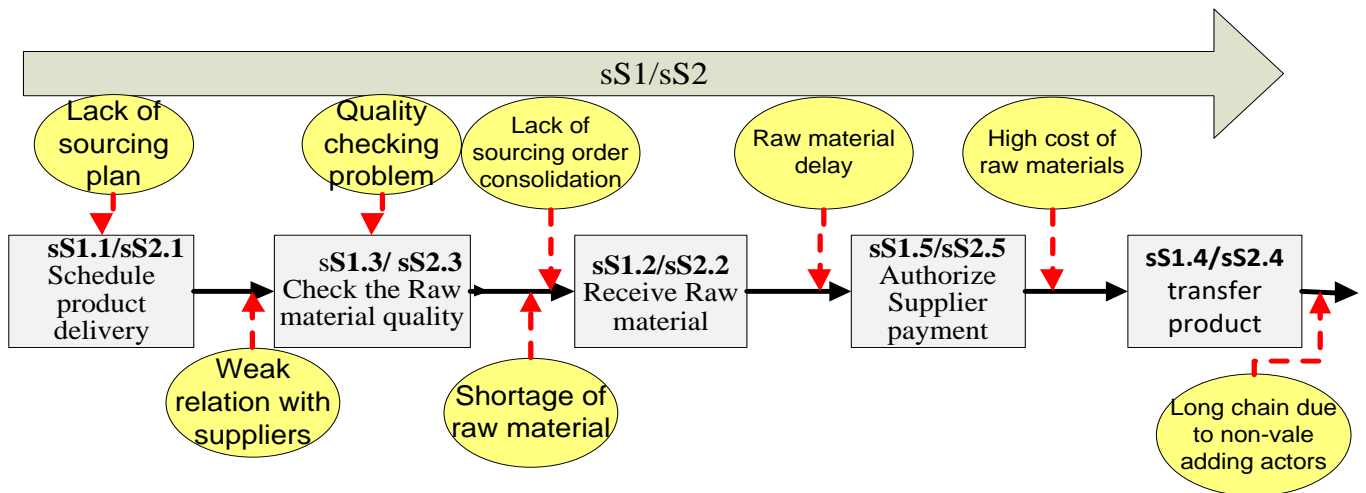 sS1/sS2
Lack of
sourcing
plan
Quality
checking
problem
Lack of
sourcing order
consolidation
Raw material
delay
High cost of
raw materials
sS1.1/sS2.1
Schedule
product
delivery
sS1.3/ sS2.3
Check the Raw
material quality
sS1.2/sS2.2
Receive Raw
material
sS1.5/sS2.5
Authorize
Supplier
payment
sS1.4/sS2.4
transfer
product
Weak
relation with
suppliers
Shortage of
raw material
Long chain due
to non-vale
adding actors